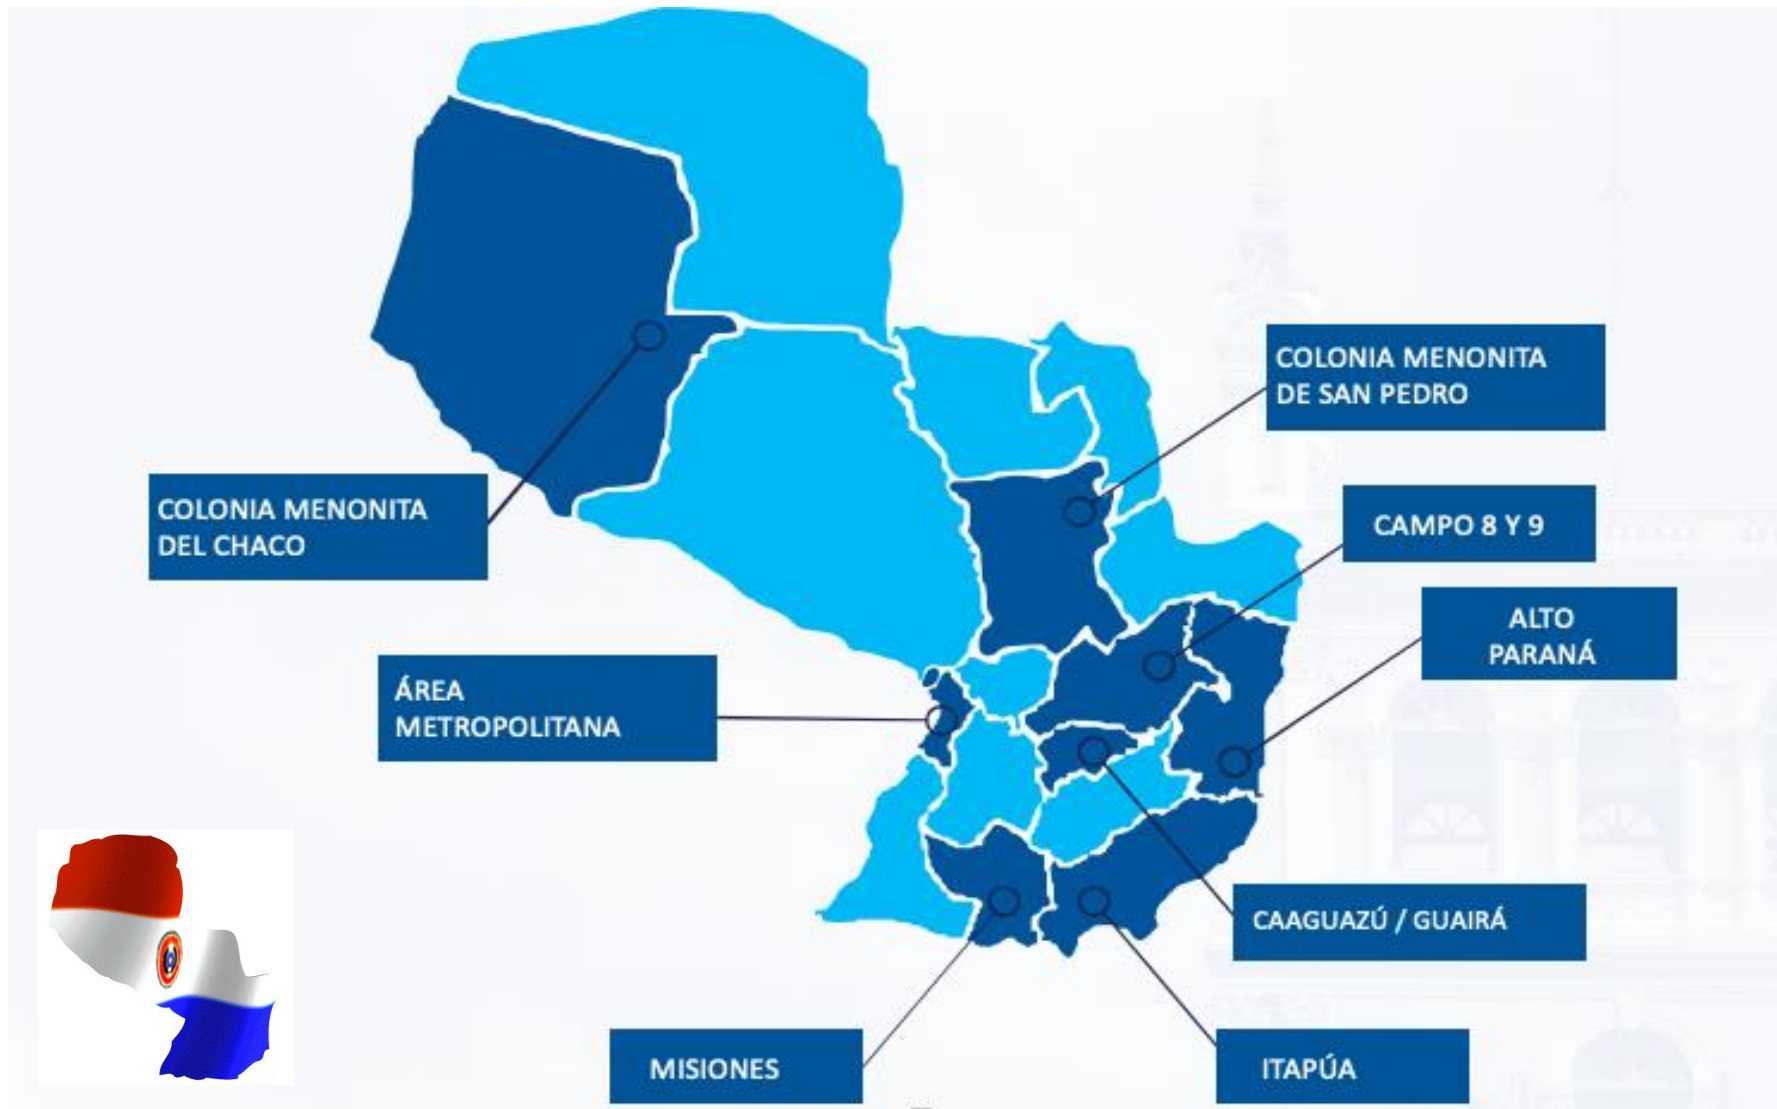 COLONIA MENONITA
DE SAN PEDRO
COLONIA MENONITA
DEL CHACO
CAMPO 8 Y 9
ALTO
PARANÁ
ÁREA
METROPOLITANA
CAAGUAZÚ / GUAIRÁ
MISIONES
ITAPÚA